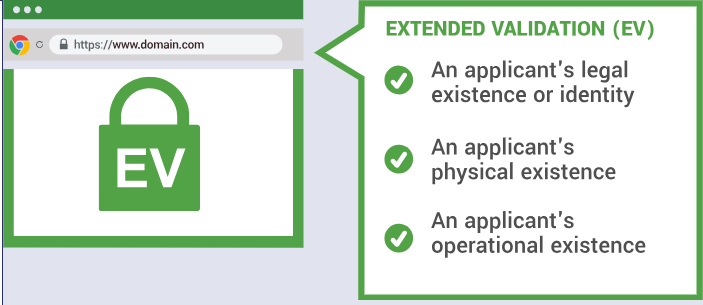 https://www.domain.com
EV
EXTENDED VALIDATION (EV)
An applicant's legal
existence or identity
An applicant's
physical existence
An applicant's
operational existence